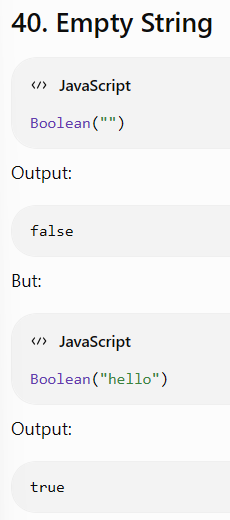 40. Empty String
</> JavaScript
Boolean("")
Output:
false
But:
</> JavaScript
Boolean("hello")
Output:
true